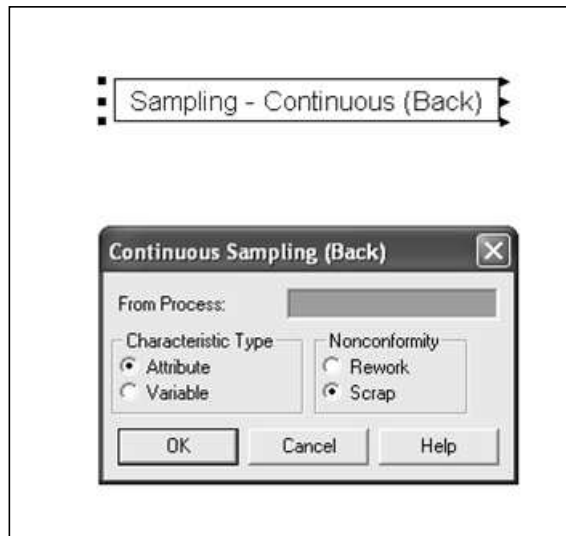 Sampling - Continuous (Back)
Continuous Sampling (Back)
From Process:
Characteristic Type
Attribute
Variable
Nonconformity
Rework
Scrap
OK Cancel Help